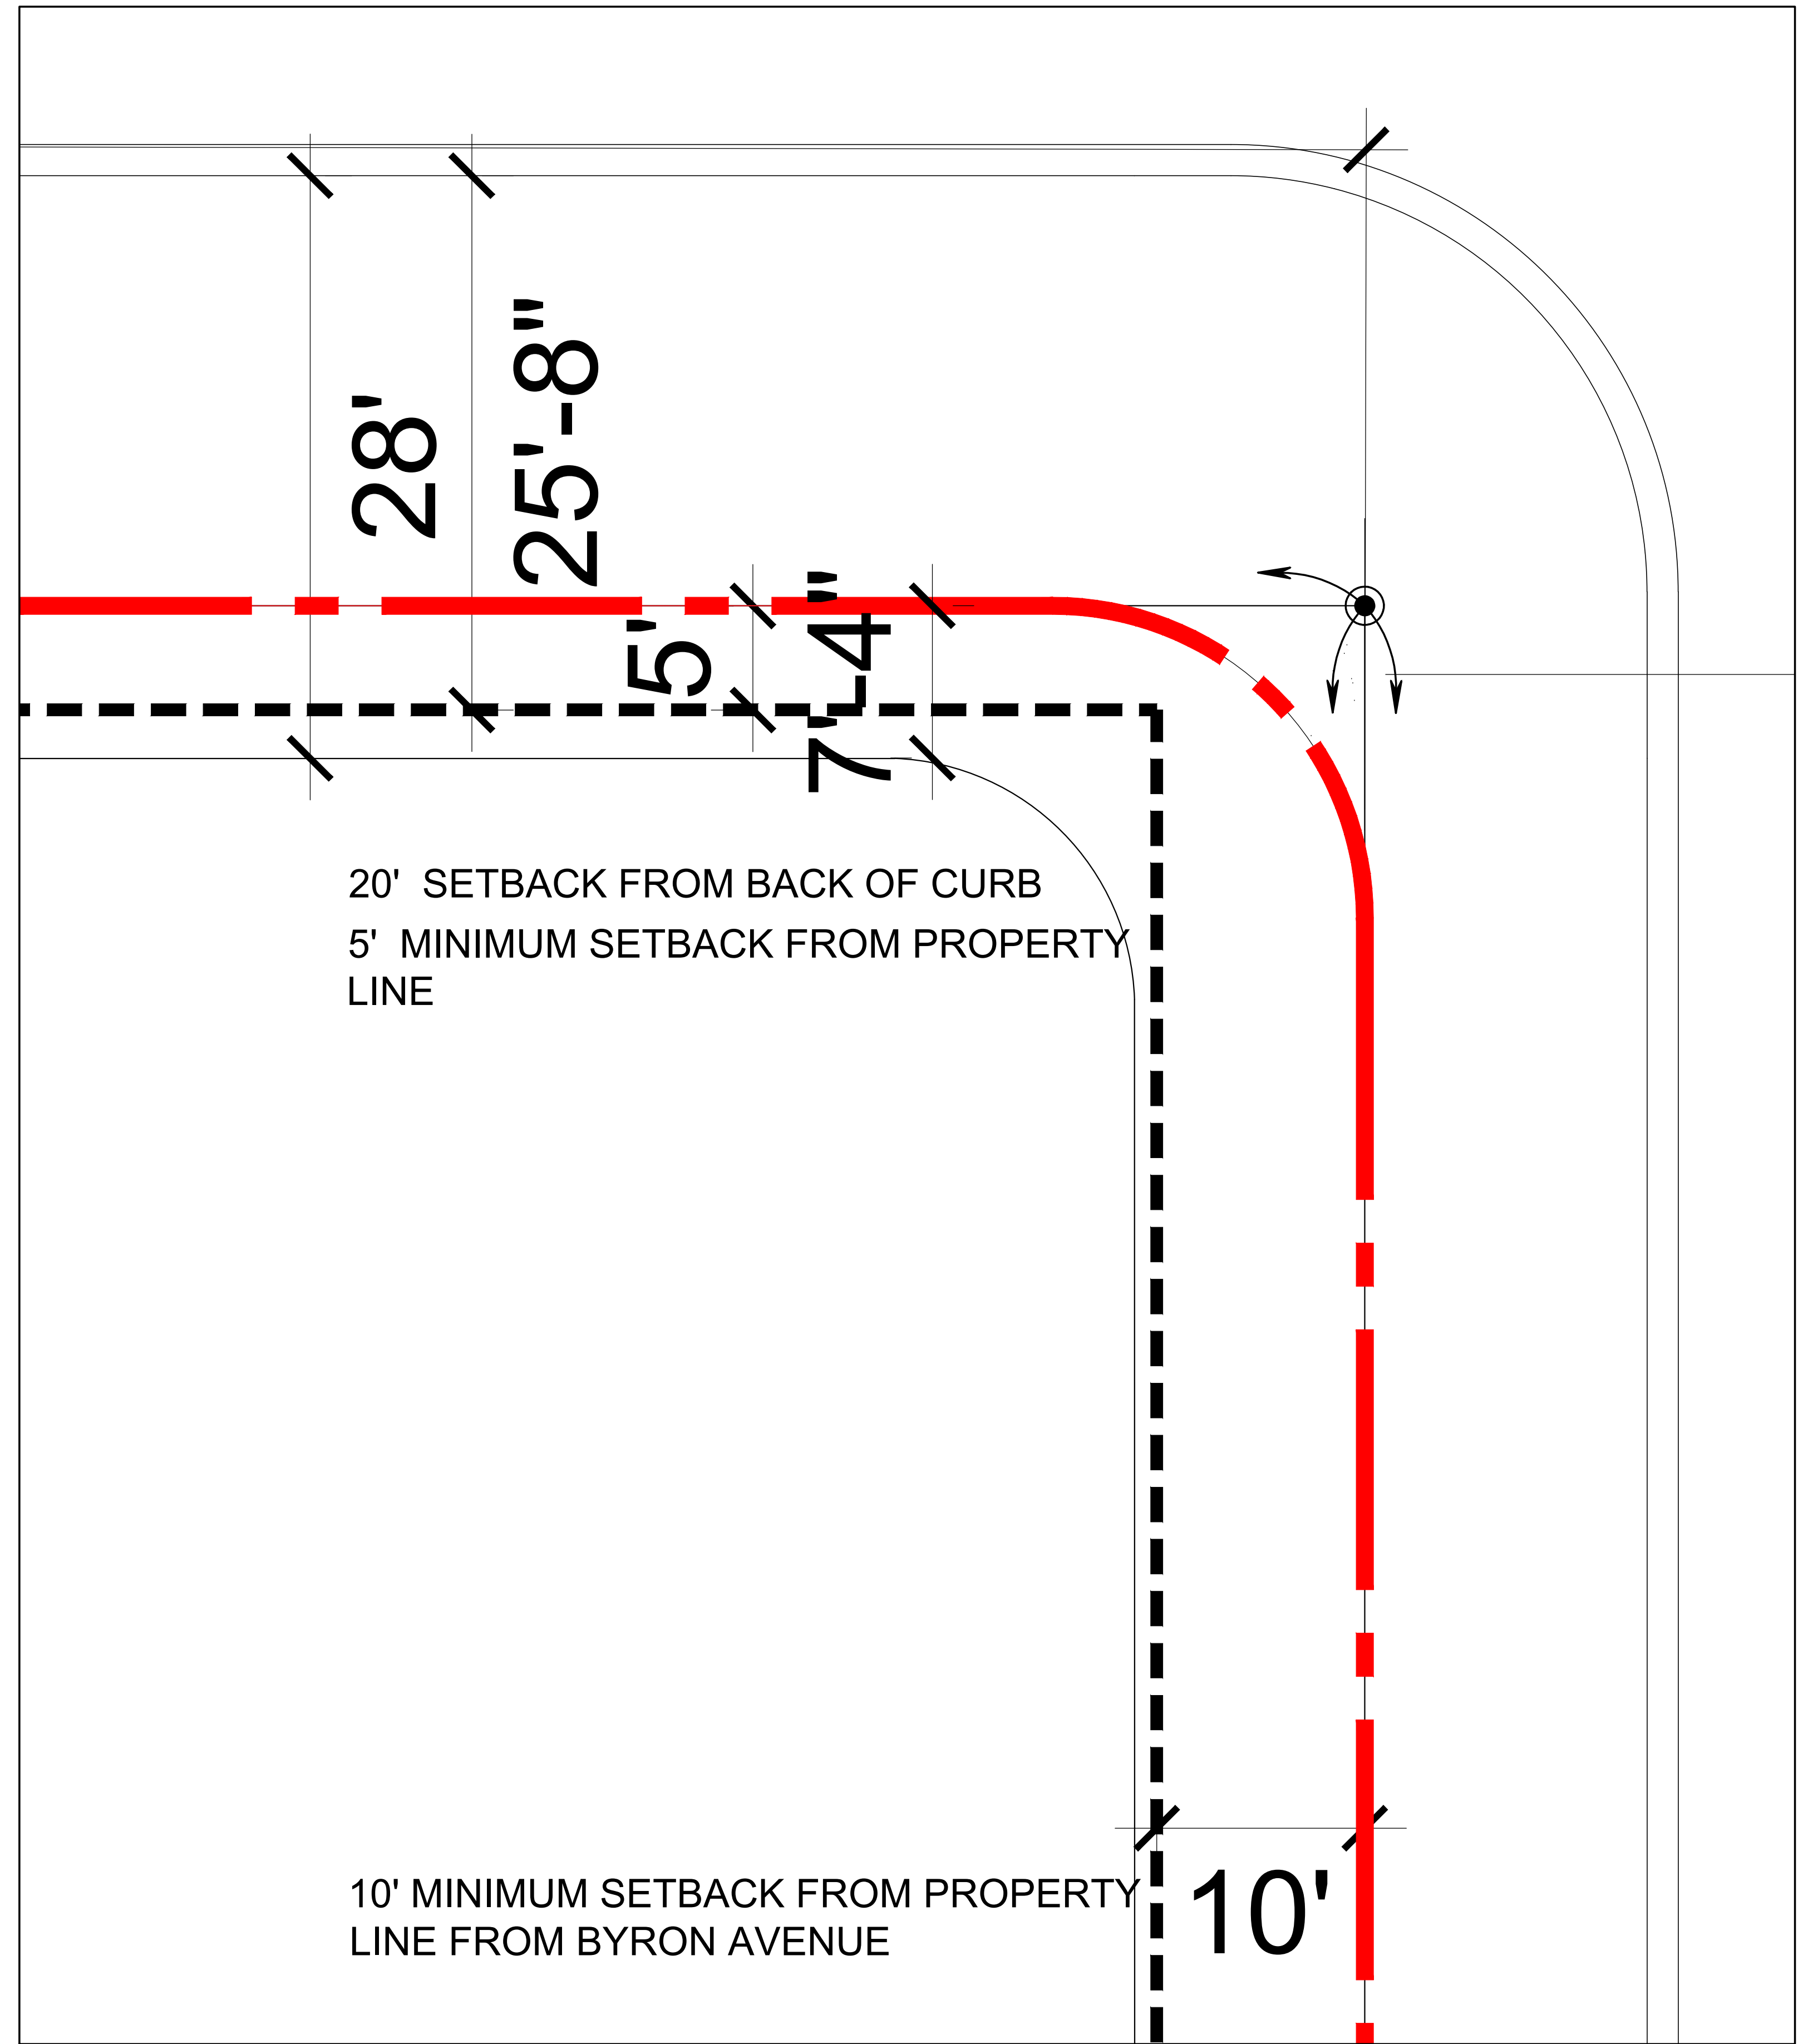 28'
25'-8"
5'
7'-4"
20'  SETBACK FROM BACK OF CURB
5'  MINIMUM SETBACK FROM PROPERTY
LINE
10' MINIMUM SETBACK FROM PROPERTY
LINE FROM BYRON AVENUE
10'